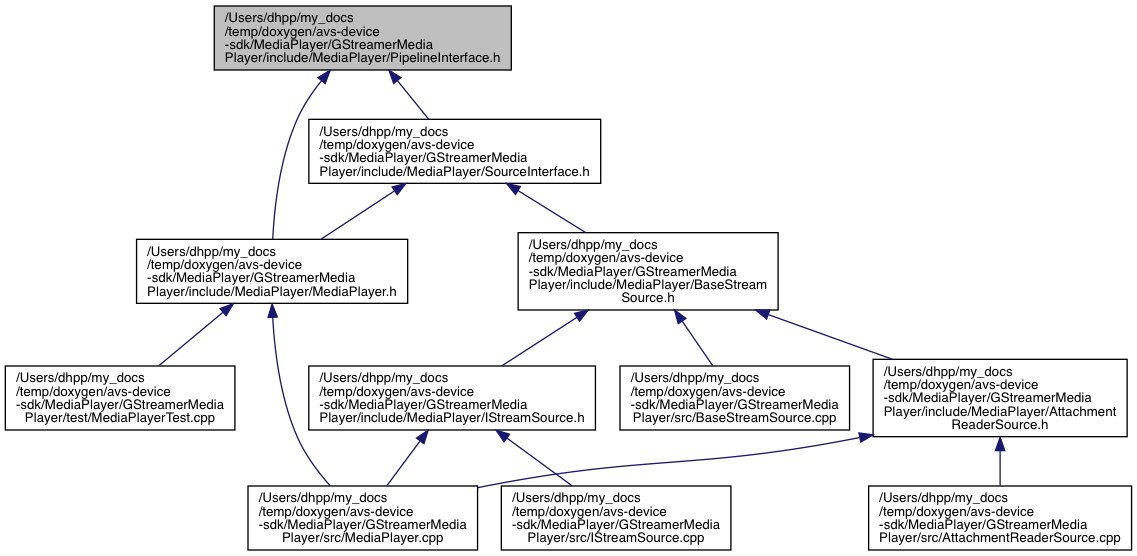 /Users/dhpp/my_docs
/temp/doxygen/avs-device
-sdk/MediaPlayer/GStreamerMedia
Player/include/MediaPlayer/PipelineInterface.h
/Users/dhpp/my_docs
/temp/doxygen/avs-device
-sdk/MediaPlayer/GStreamerMedia
Player/include/MediaPlayer/SourceInterface.h
/Users/dhpp/my_docs
/temp/doxygen/avs-device
-sdk/MediaPlayer/GStreamerMedia
Player/include/MediaPlayer/MediaPlayer.h
/Users/dhpp/my_docs
/temp/doxygen/avs-device
-sdk/MediaPlayer/GStreamerMedia
Player/include/MediaPlayer/BaseStream
Source.h
/Users/dhpp/my_docs
/temp/doxygen/avs-device
-sdk/MediaPlayer/GStreamerMedia
Player/test/MediaPlayerTest.cpp
/Users/dhpp/my_docs
/temp/doxygen/avs-device
-sdk/MediaPlayer/GStreamerMedia
Player/include/MediaPlayer/IStreamSource.h
/Users/dhpp/my_docs
/temp/doxygen/avs-device
-sdk/MediaPlayer/GStreamerMedia
Player/src/BaseStreamSource.cpp
/Users/dhpp/my_docs
/temp/doxygen/avs-device
-sdk/MediaPlayer/GStreamerMedia
Player/include/MediaPlayer/Attachment
ReaderSource.h
/Users/dhpp/my_docs
/temp/doxygen/avs-device
-sdk/MediaPlayer/GStreamerMedia
Player/src/MediaPlayer.cpp
/Users/dhpp/my_docs
/temp/doxygen/avs-device
-sdk/MediaPlayer/GStreamerMedia
Player/src/IStreamSource.cpp
/Users/dhpp/my_docs
/temp/doxygen/avs-device
-sdk/MediaPlayer/GStreamerMedia
Player/src/AttachmentReaderSource.cpp